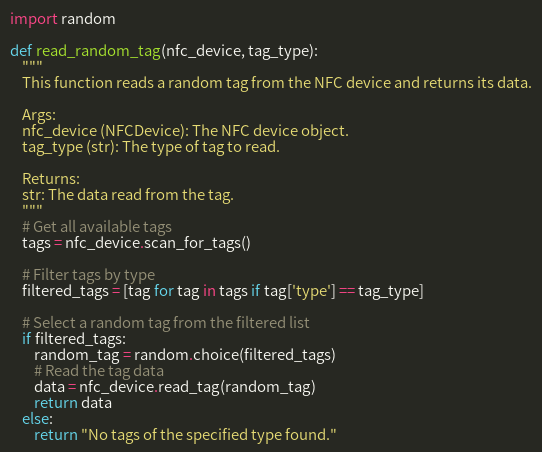 import random
def read_random_tag(nfc_device, tag_type):
"""
This function reads a random tag from the NFC device and returns its data.
Args:
nfc_device (NFCDevice): The NFC device object.
tag_type (str): The type of tag to read.
Returns:
str: The data read from the tag.
"""
# Get all available tags
tags = nfc_device.scan_for_tags()
# Filter tags by type
filtered_tags = [tag for tag in tags if tag['type'] == tag_type]
# Select a random tag from the filtered list
if filtered_tags:
random_tag = random.choice(filtered_tags)
# Read the tag data
data = nfc_device.read_tag(random_tag)
return data
else:
return "No tags of the specified type found."